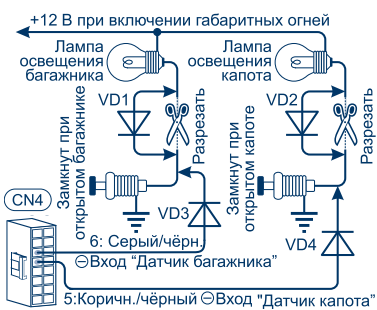 +12 В при включении габаритных огней
Лампа
освещения
багажника
Лампа
освещения
капота
VD1
Разрезать
VD2
Разрезать
Замкнут при
открытом багажнике
Замкнут при
открытом капоте
CN4
VD3
VD4
6: Серый/чёрн.
⊖Вход “Датчик багажника”
5:Коричн./чёрный ⊖Вход "Датчик капота"